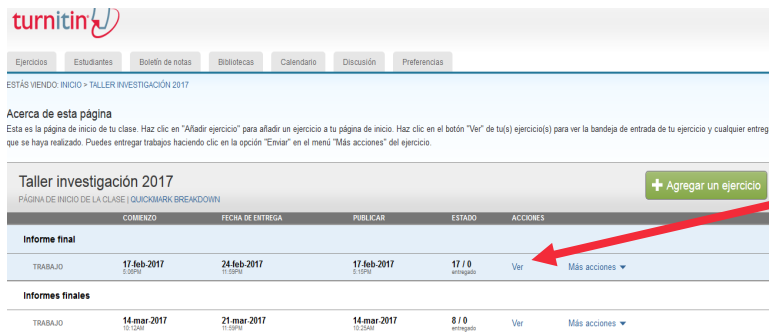 turnitin
Ejercicios Estudiantes Boletín de notas Bibliotecas Calendario Discusión Preferencias
ESTÁS VIENDO: INICIO > TALLER INVESTIGACIÓN 2017
Acerca de esta página
Esta es la página de inicio de tu clase. Haz clic en "Añadir ejercicio" para añadir un ejercicio a tu página de inicio. Haz clic en el botón "Ver" de tu(s) ejercicio(s) para ver la bandeja de entrada de tu ejercicio y cualquier entreg
que se haya realizado. Puedes entregar trabajos haciendo clic en la opción "Enviar" en el menú "Más acciones" del ejercicio.
Taller investigación 2017
PÁGINA DE INICIO DE LA CLASE | QUICKMARK BREAKDOWN
+ Agregar un ejercicio
COMIENZO FECHA DE ENTREGA PUBLICAR ESTADO ACCIONES
Informe final
TRABAJO 17-feb-2017 24-feb-2017 17-feb-2017 17 / 0 Ver Más acciones
5:06PM 11:59PM 5:15PM entregado
Informes finales
TRABAJO 14-mar-2017 21-mar-2017 14-mar-2017 8 / 0 Ver Más acciones
10:12AM 11:59PM 10:25AM entregado